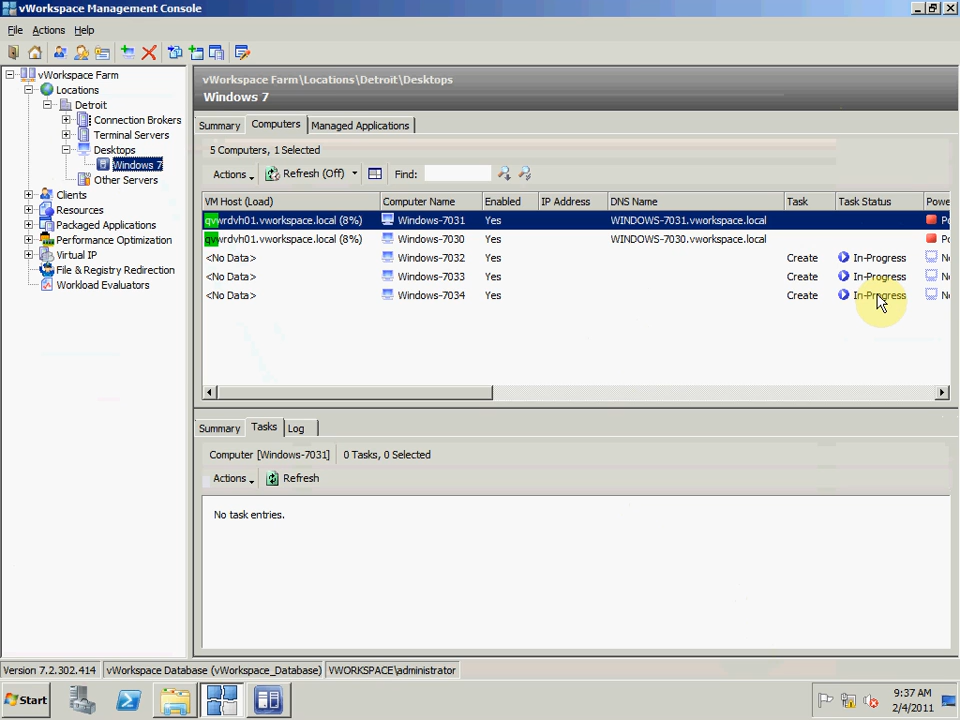 vWorkspace Management Console
File Actions Help
vWorkspace Farm
Locations
Detroit
Connection Brokers
Terminal Servers
Desktops
Windows 7
Other Servers
Clients
Resources
Packaged Applications
Performance Optimization
Virtual IP
File & Registry Redirection
Workload Evaluators
vWorkspace Farm\Locations\Detroit\Desktops
Windows 7
Summary Computers Managed Applications
5 Computers, 1 Selected
Actions Refresh (Off) Find:
VM Host (Load) Computer Name Enabled IP Address DNS Name Task Task Status Powe
qvwrdvh01.vworkspace.local (8%) Windows-7031 Yes WINDOWS-7031.vworkspace.local Po
qvwrdvh01.vworkspace.local (8%) Windows-7030 Yes WINDOWS-7030.vworkspace.local Po
<No Data> Windows-7032 Yes Create In-Progress No
<No Data> Windows-7033 Yes Create In-Progress No
<No Data> Windows-7034 Yes Create In-Progress No
Summary Tasks Log
Computer [Windows-7031] 0 Tasks, 0 Selected
Actions Refresh
No task entries.
Version 7.2.302.414 vWorkspace Database (vWorkspace_Database) VWORKSPACE\administrator
Start
9:37 AM
2/4/2011